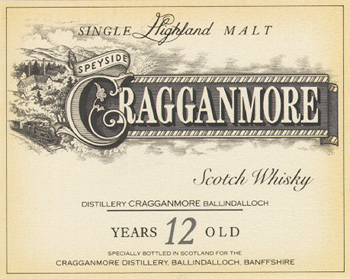 SINGLE Highland MALT
SPEYSIDE
CRAGGANMORE
Scotch Whisky
DISTILLERY CRAGGANMORE BALLINDALLOCH
YEARS 12 OLD
SPECIALLY BOTTLED IN SCOTLAND FOR THE
CRAGGANMORE DISTILLERY, BALLINDALLOCH, BANFFSHIRE